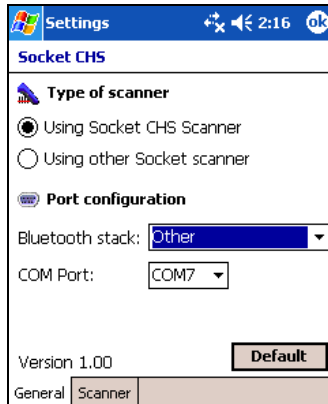 Settings 2:16 ok
Socket CHS
Type of scanner
Using Socket CHS Scanner
Using other Socket scanner
Port configuration
Bluetooth stack: Other
COM Port: COM7
Version 1.00 Default
General Scanner